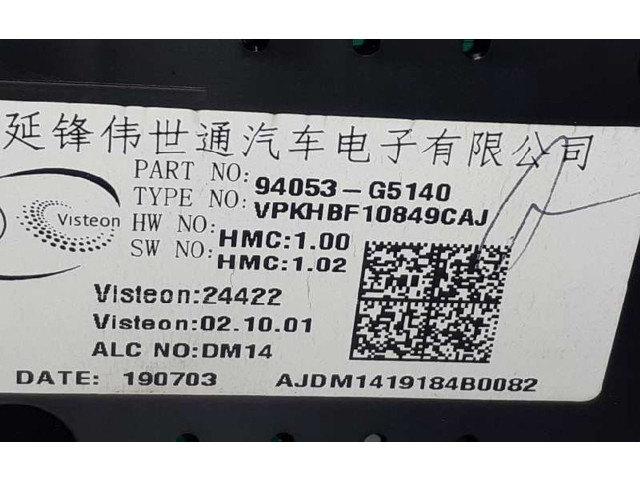 延锋伟世通汽车电子有限公司
Visteon
PART NO: 94053-G5140
TYPE NO: VPKHBF10849CAJ
HW NO: HMC:1.00
SW NO: HMC:1.02
Visteon:24422
Visteon:02.10.01
ALC NO:DM14
DATE: 190703
AJDM1419184B0082